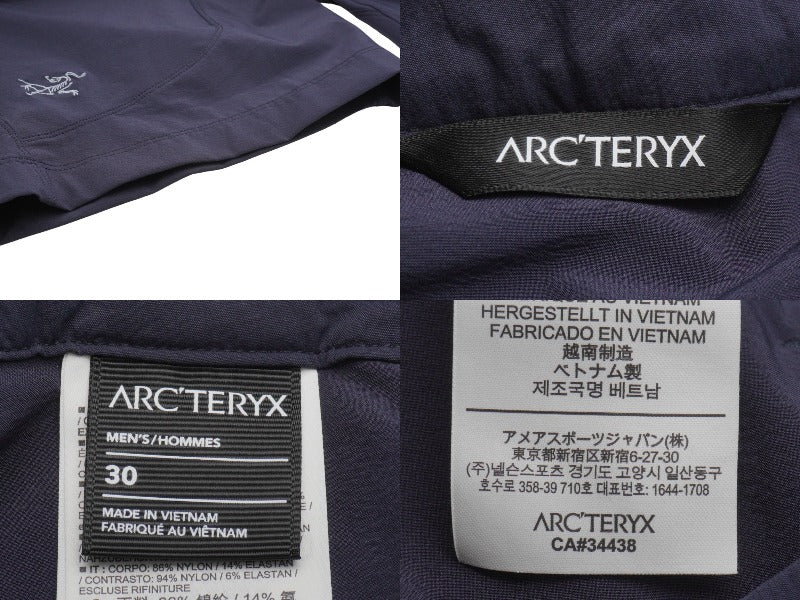 ARC'TERYX
ARC'TERYX
MEN'S/HOMMES
30
MADE IN VIETNAM
FABRIQUÉ AU VIÊTNAM
■ IT : CORPO: 86% NYLON / 14% ELASTAN
/ CONTRASTO: 94% NYLON / 6% ELASTAN /
ESCLUSE RIFINITURE
HERGESTELLT IN VIETNAM
FABRICADO EN VIETNAM
越南制造
ベトナム製
제조국명 베트남
アメアスポーツジャパン(株)
東京都新宿区新宿6-27-30
(주)넬슨스포츠 경기도 고양시 일산동구
호수로 358-39 710호 대표번호: 1644-1708
ARC'TERYX
CA#34438